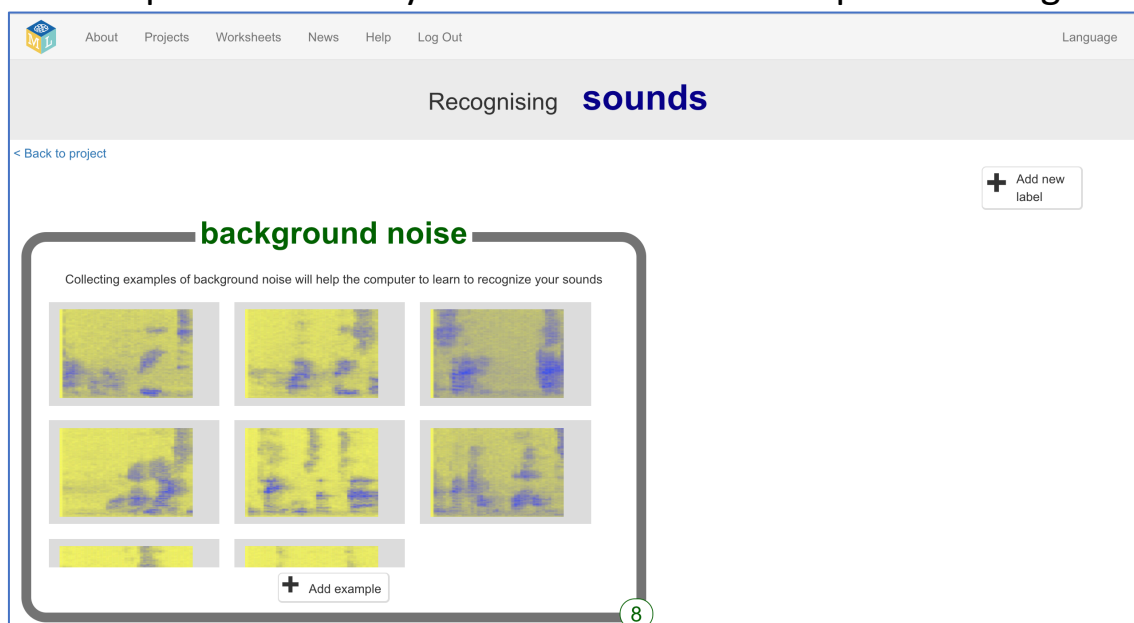 About Projects Worksheets News Help Log Out Language
Recognising sounds
< Back to project
Add new
label
background noise
Collecting examples of background noise will help the computer to learn to recognize your sounds
Add example
8